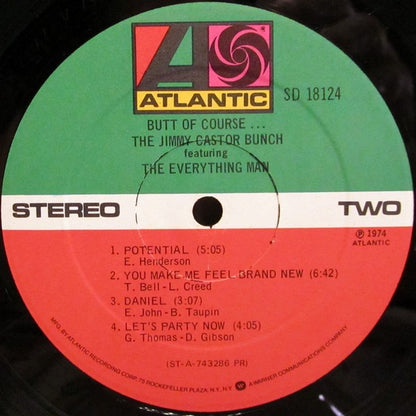 ATLANTIC
SD 18124
BUTT OF COURSE ...
THE JIMMY CASTOR BUNCH
featuring
THE EVERYTHING MAN
STEREO
TWO
℗ 1974
ATLANTIC
1. POTENTIAL (5:05)
E. Henderson
2. YOU MAKE ME FEEL BRAND NEW (6:42)
T. Bell-L. Creed
3. DANIEL (3:07)
E. John-B. Taupin
4. LET'S PARTY NOW (4:05)
G. Thomas-D. Gibson
(ST-A-743286 PR)
MFG. BY ATLANTIC RECORDING CORP. 75 ROCKEFELLER PLAZA, N.Y. N.Y. A WARNER COMMUNICATIONS COMPANY